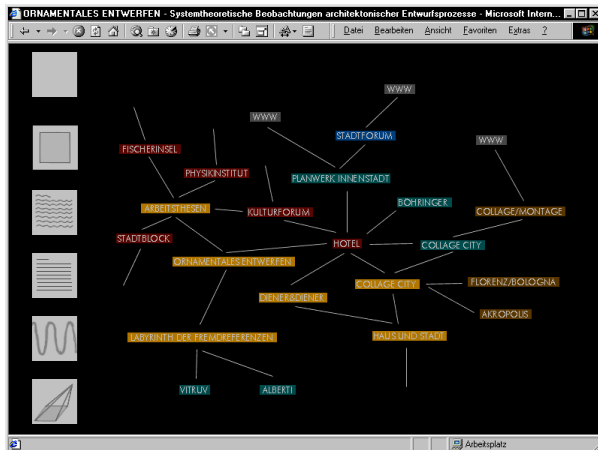 ORNAMENTALES ENTWERFEN - Systemtheoretische Beobachtungen architektonischer Entwurfsprozesse - Microsoft Intern...
Datei Bearbeiten Ansicht Favoriten Extras ?
WWW
WWW
STADTFORUM
WWW
FISCHERINSEL
PHYSIKINSTITUT
PLANWERK INNENSTADT
ARBEITSTHESEN
KULTURFORUM
BÖHRINGER
COLLAGE/MONTAGE
STADTBLOCK
HOTEL
COLLAGE CITY
ORNAMENTALES ENTWERFEN
COLLAGE CITY
FLORENZ/BOLOGNA
DIENER&DIENER
AKROPOLIS
LABYRINTH DER FREMDREFERENZEN
HAUS UND STADT
VITRUV
ALBERTI
Arbeitsplatz